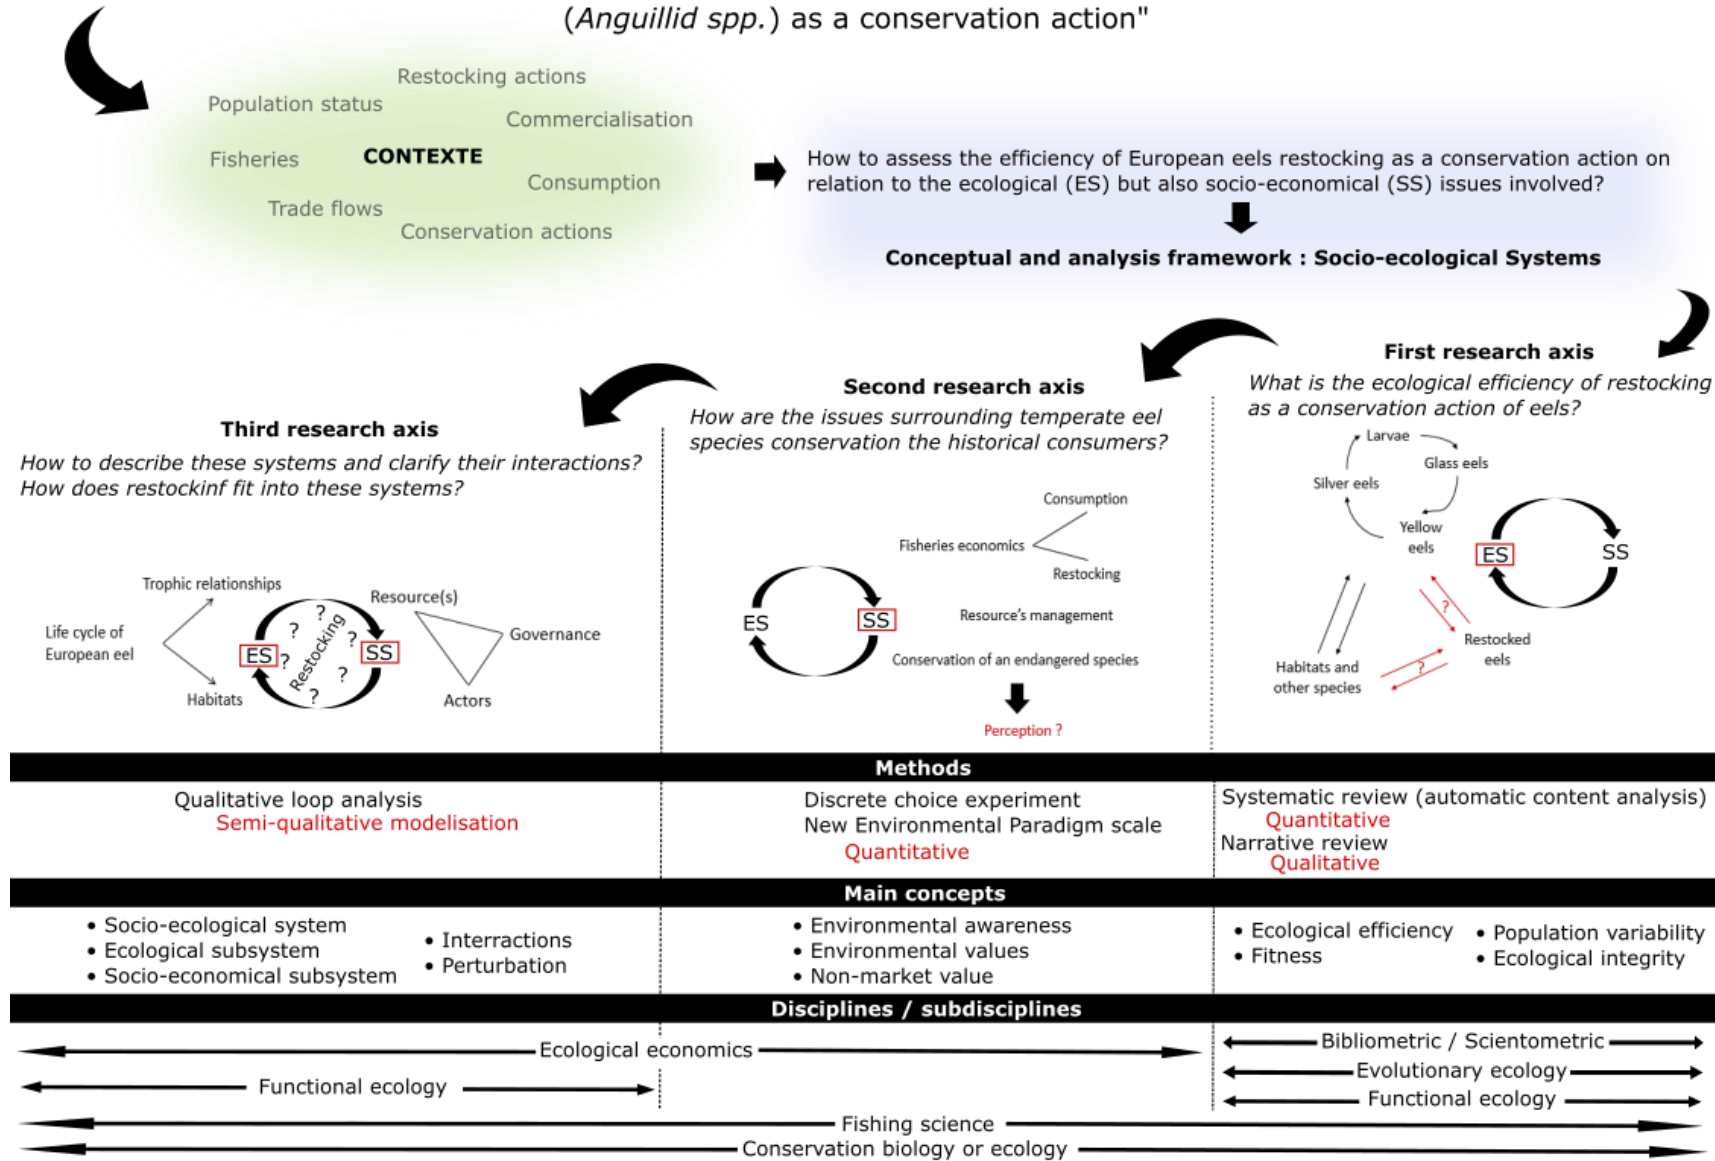 (Anguillid spp.) as a conservation action"
Restocking actions
Population status
Commercialisation
Fisheries
CONTEXTE
Consumption
Trade flows
Conservation actions
How to assess the efficiency of European eels restocking as a conservation action on
relation to the ecological (ES) but also socio-economical (SS) issues involved?
Conceptual and analysis framework : Socio-ecological Systems
Third research axis
How to describe these systems and clarify their interactions?
How does restockinf fit into these systems?
Trophic relationships
Life cycle of
European eel
Habitats
ES
Restocking
?
?
?
?
?
?
SS
Resource(s)
Governance
Actors
Second research axis
How are the issues surrounding temperate eel
species conservation the historical consumers?
Consumption
Fisheries economics
Restocking
ES
SS
Resource's management
Conservation of an endangered species
Perception ?
First research axis
What is the ecological efficiency of restocking
as a conservation action of eels?
Larvae
Glass eels
Silver eels
Yellow
eels
ES
SS
?
Restocked
eels
Habitats and
other species
?
Methods
Qualitative loop analysis
Semi-qualitative modelisation
Discrete choice experiment
New Environmental Paradigm scale
Quantitative
Systematic review (automatic content analysis)
Quantitative
Narrative review
Qualitative
Main concepts
• Socio-ecological system
• Ecological subsystem
• Socio-economical subsystem
• Interractions
• Perturbation
• Environmental awareness
• Environmental values
• Non-market value
• Ecological efficiency
• Fitness
• Population variability
• Ecological integrity
Disciplines / subdisciplines
Ecological economics
Bibliometric / Scientometric
Functional ecology
Evolutionary ecology
Functional ecology
Fishing science
Conservation biology or ecology